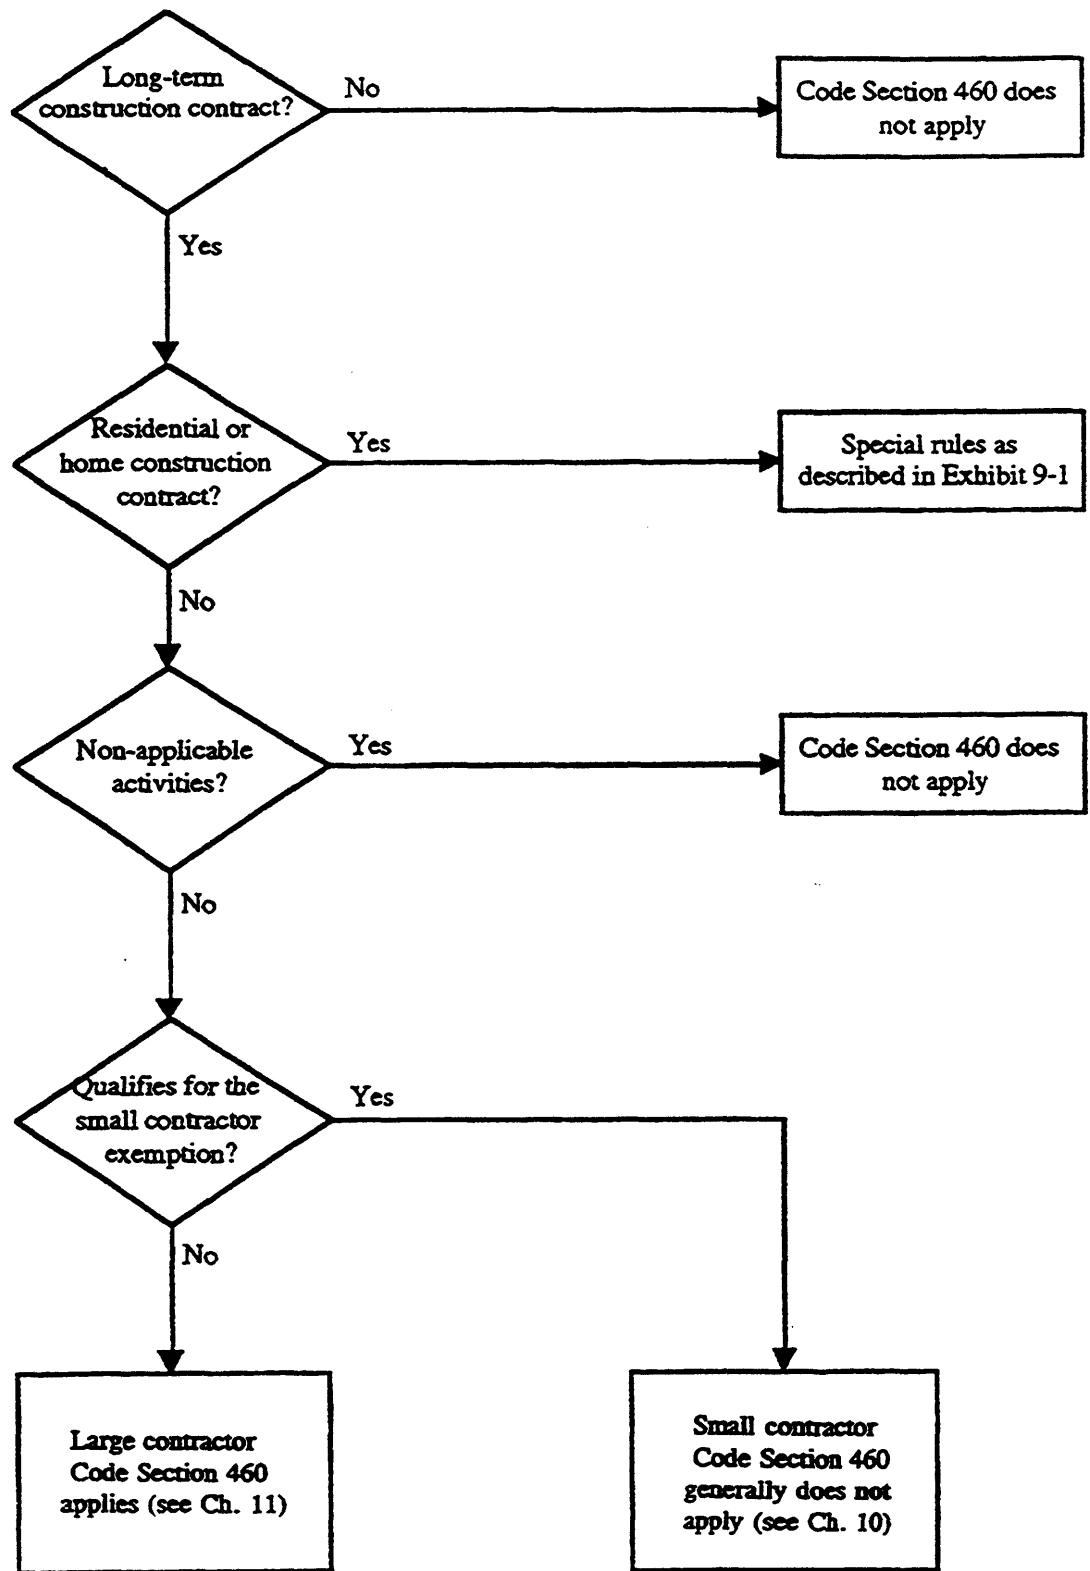 Long-term
construction contract?
No
Code Section 460 does
not apply
Yes
Residential or
home construction
contract?
Yes
Special rules as
described in Exhibit 9-1
No
Non-applicable
activities?
Yes
Code Section 460 does
not apply
No
Qualifies for the
small contractor
exemption?
Yes
No
Large contractor
Code Section 460
applies (see Ch. 11)
Small contractor
Code Section 460
generally does not
apply (see Ch. 10)